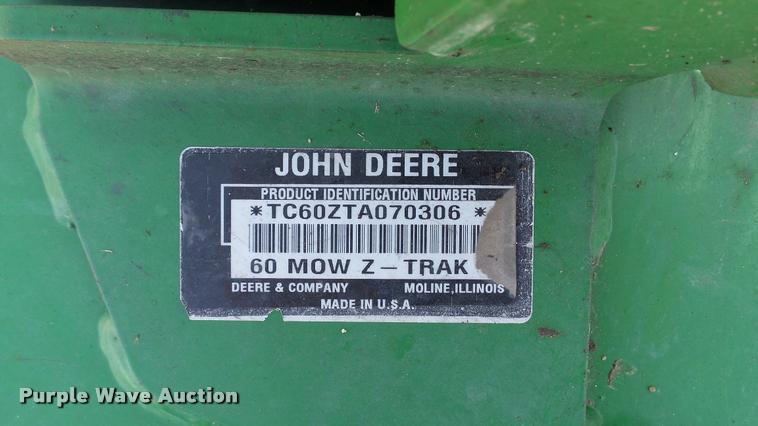 JOHN DEERE
PRODUCT IDENTIFICATION NUMBER
*TC60ZTA070306 *
60 MOW Z-TRAK
DEERE & COMPANY MOLINE, ILLINOIS
MADE IN U.S.A.
Purple Wave Auction